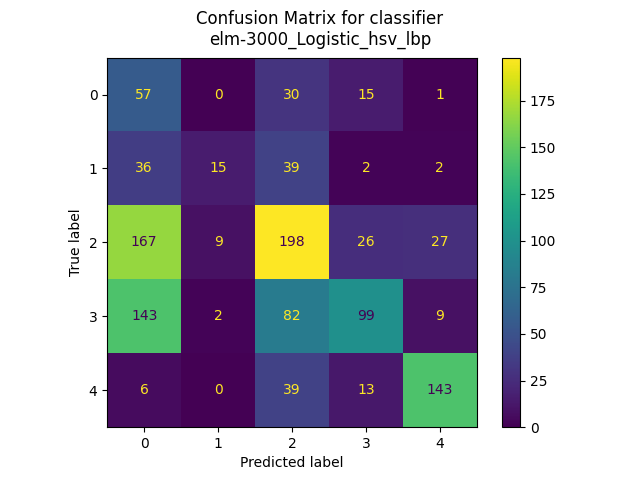 Confusion Matrix for classifier
elm-3000_Logistic_hsv_lbp
True label
0 57 0 30 15 1
1 36 15 39 2 2
2 167 9 198 26 27
3 143 2 82 99 9
4 6 0 39 13 143
0 1 2 3 4
Predicted label
175
150
125
100
75
50
25
0